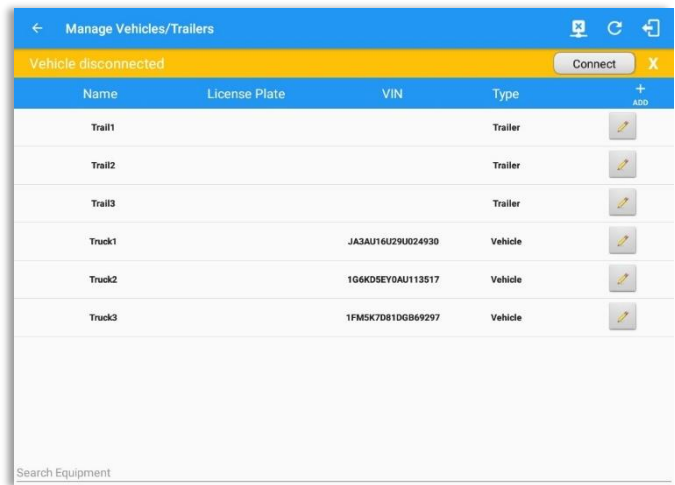 Manage Vehicles/Trailers
Vehicle disconnected Connect X
Name License Plate VIN Type + ADD
Trail1 Trailer
Trail2 Trailer
Trail3 Trailer
Truck1 JA3AU16U29U024930 Vehicle
Truck2 1G6KD5EY0AU113517 Vehicle
Truck3 1FM5K7D81DGB69297 Vehicle
Search Equipment